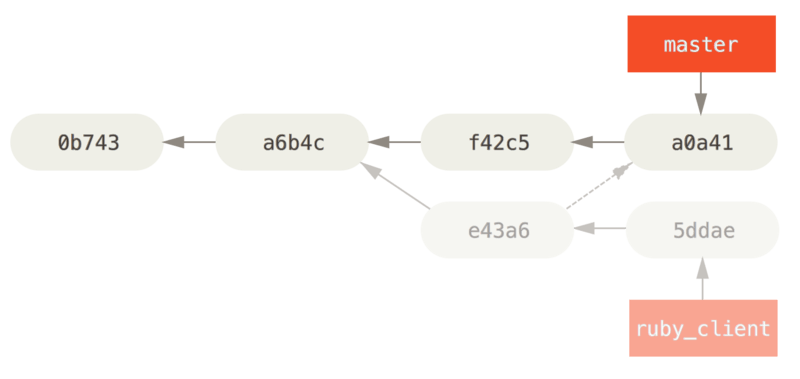 master
0b743
a6b4c
f42c5
a0a41
e43a6
5ddae
ruby_client